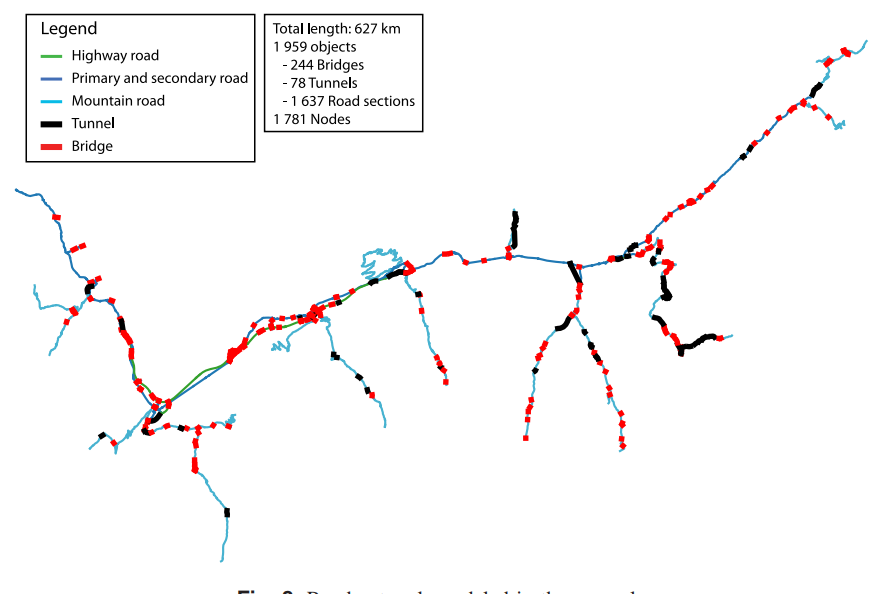 Legend
Highway road
Primary and secondary road
Mountain road
Tunnel
Bridge
Total length: 627 km
1 959 objects
- 244 Bridges
- 78 Tunnels
- 1 637 Road sections
1 781 Nodes